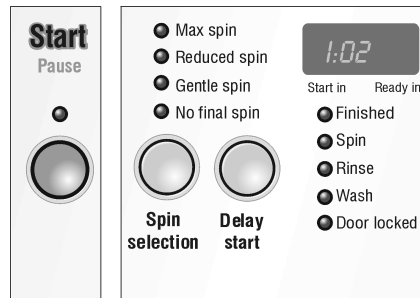 Start
Pause
Max spin
Reduced spin
Gentle spin
No final spin
Spin selection
Delay start
1:02
Start in
Ready in
Finished
Spin
Rinse
Wash
Door locked